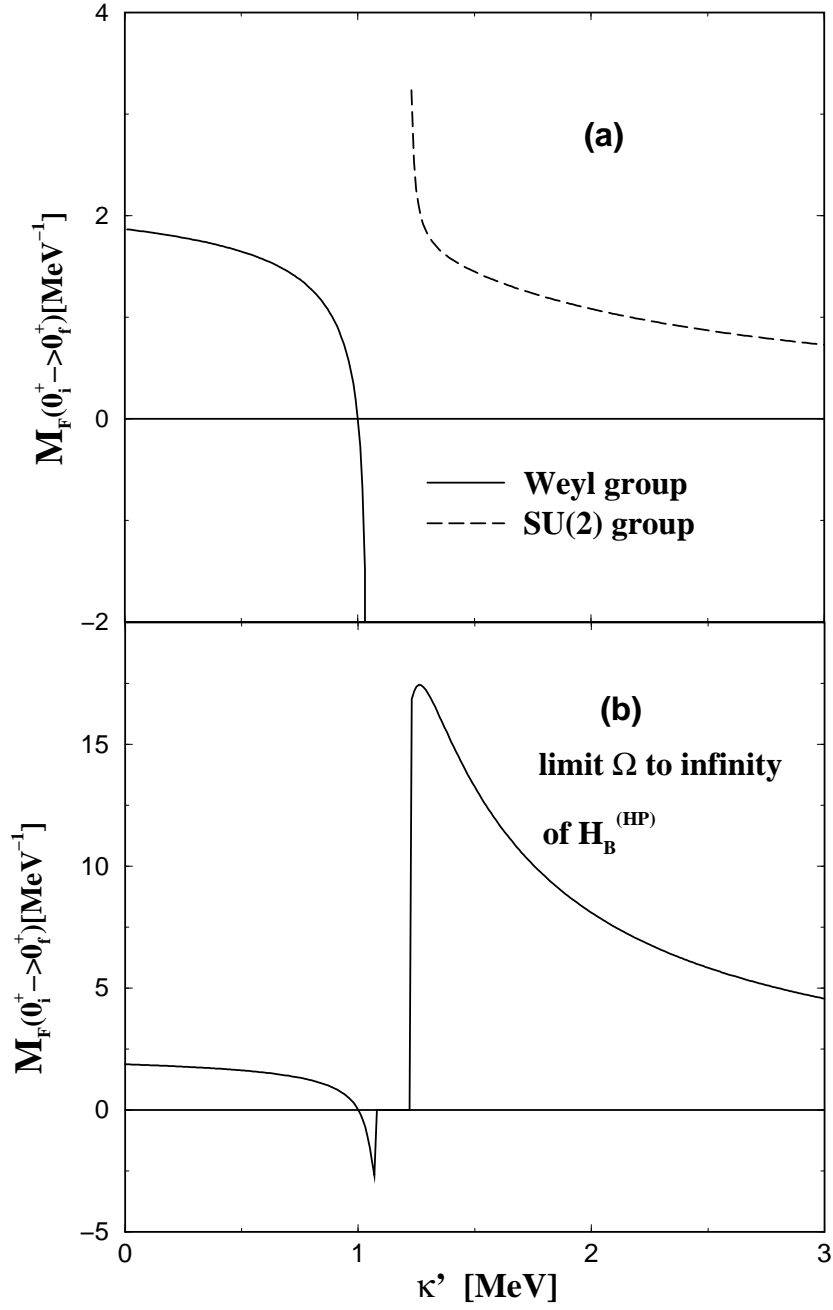 4
(a)
2
M_F(0_i^+−>0_f^+)[MeV^−1]
0
Weyl group
SU(2) group
−2
(b)
15
limit Ω to infinity
of H_B^(HP)
10
M_F(0_i^+−>0_f^+)[MeV^−1]
5
0
−5
0 1 2 3
κ’ [MeV]